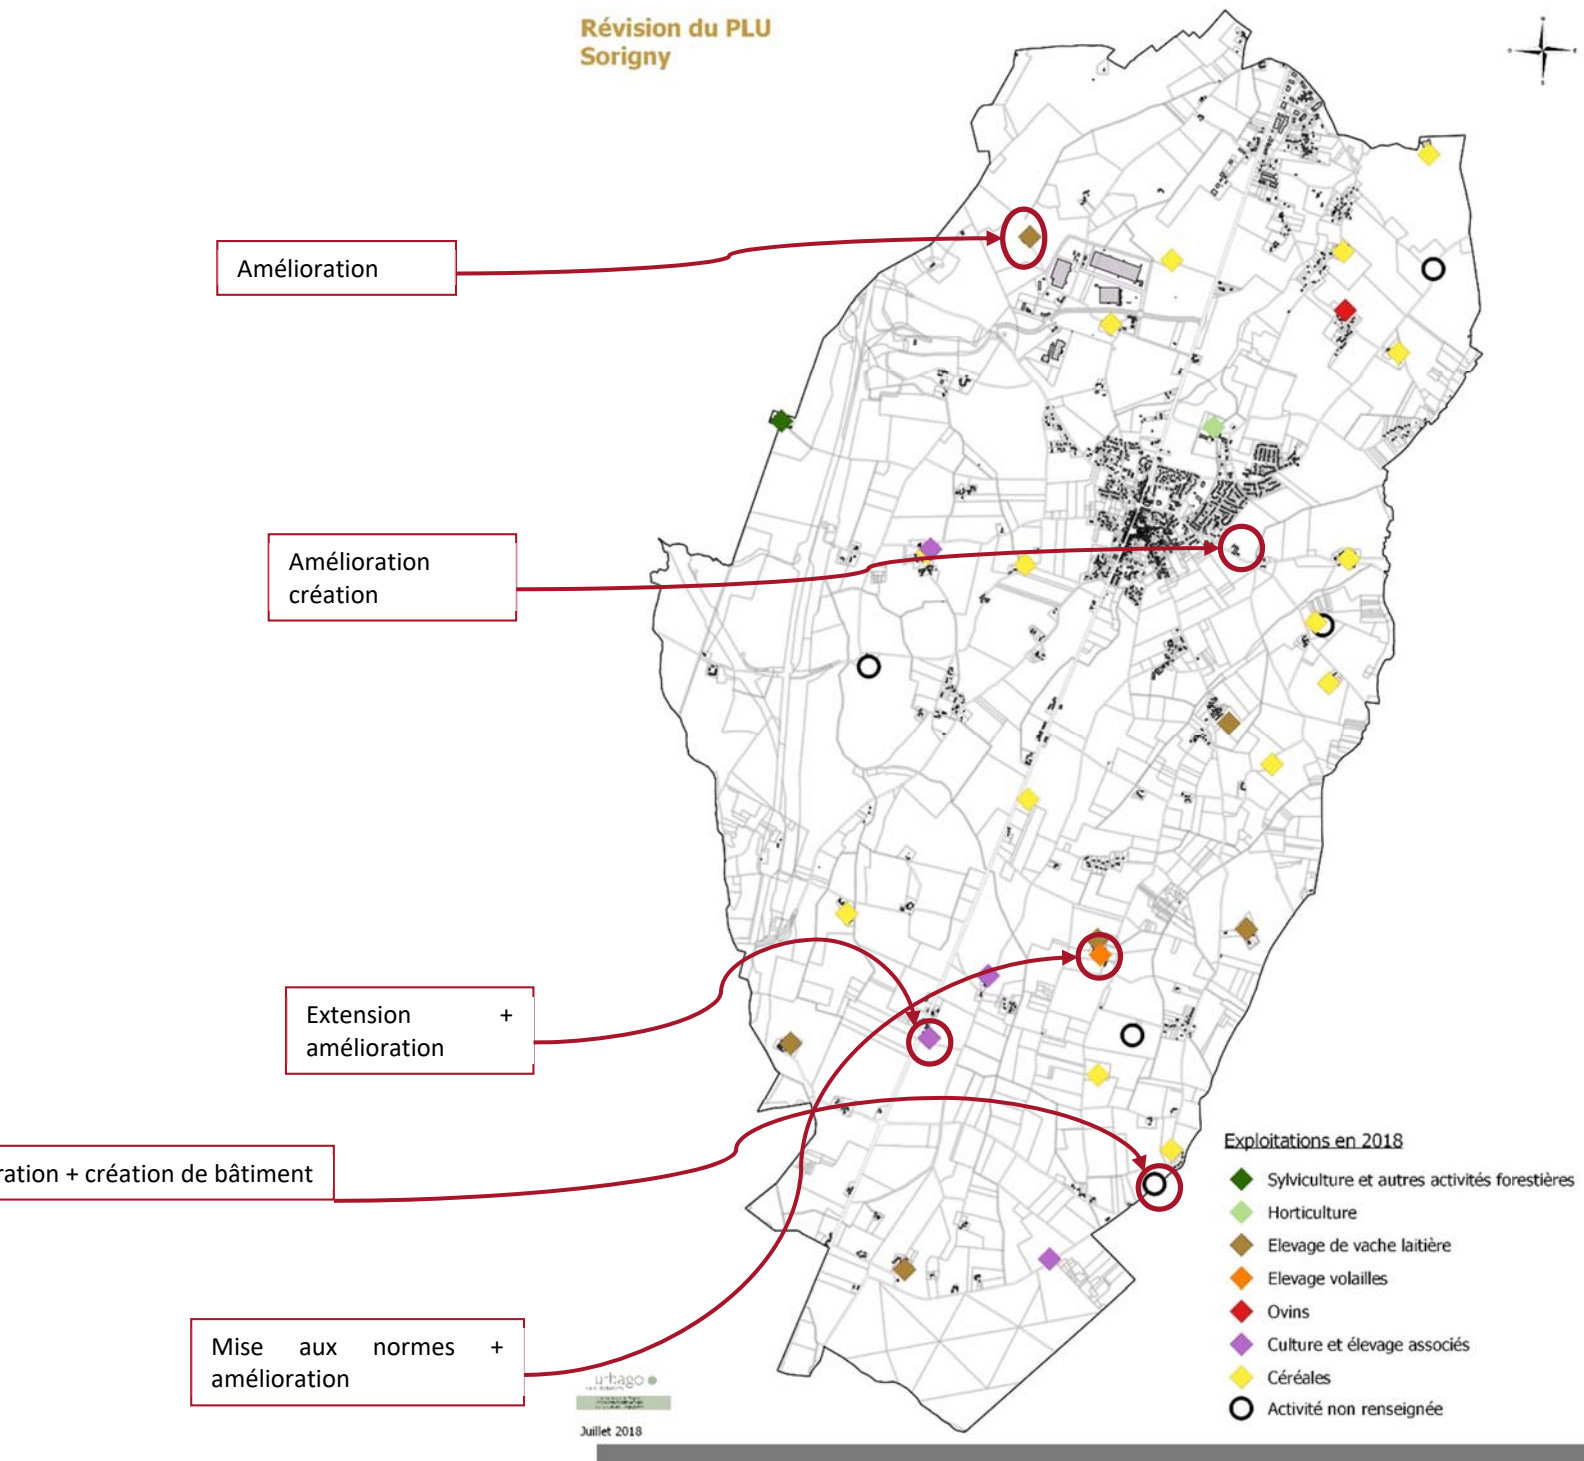 Révision du PLU
Sorigny
Amélioration
Amélioration
création
Extension +
amélioration
ration + création de bâtiment
Mise aux normes +
amélioration
Exploitations en 2018
Sylviculture et autres activités forestières
Horticulture
Elevage de vache laitière
Elevage volailles
Ovins
Culture et élevage associés
Céréales
Activité non renseignée
urbago
Juillet 2018